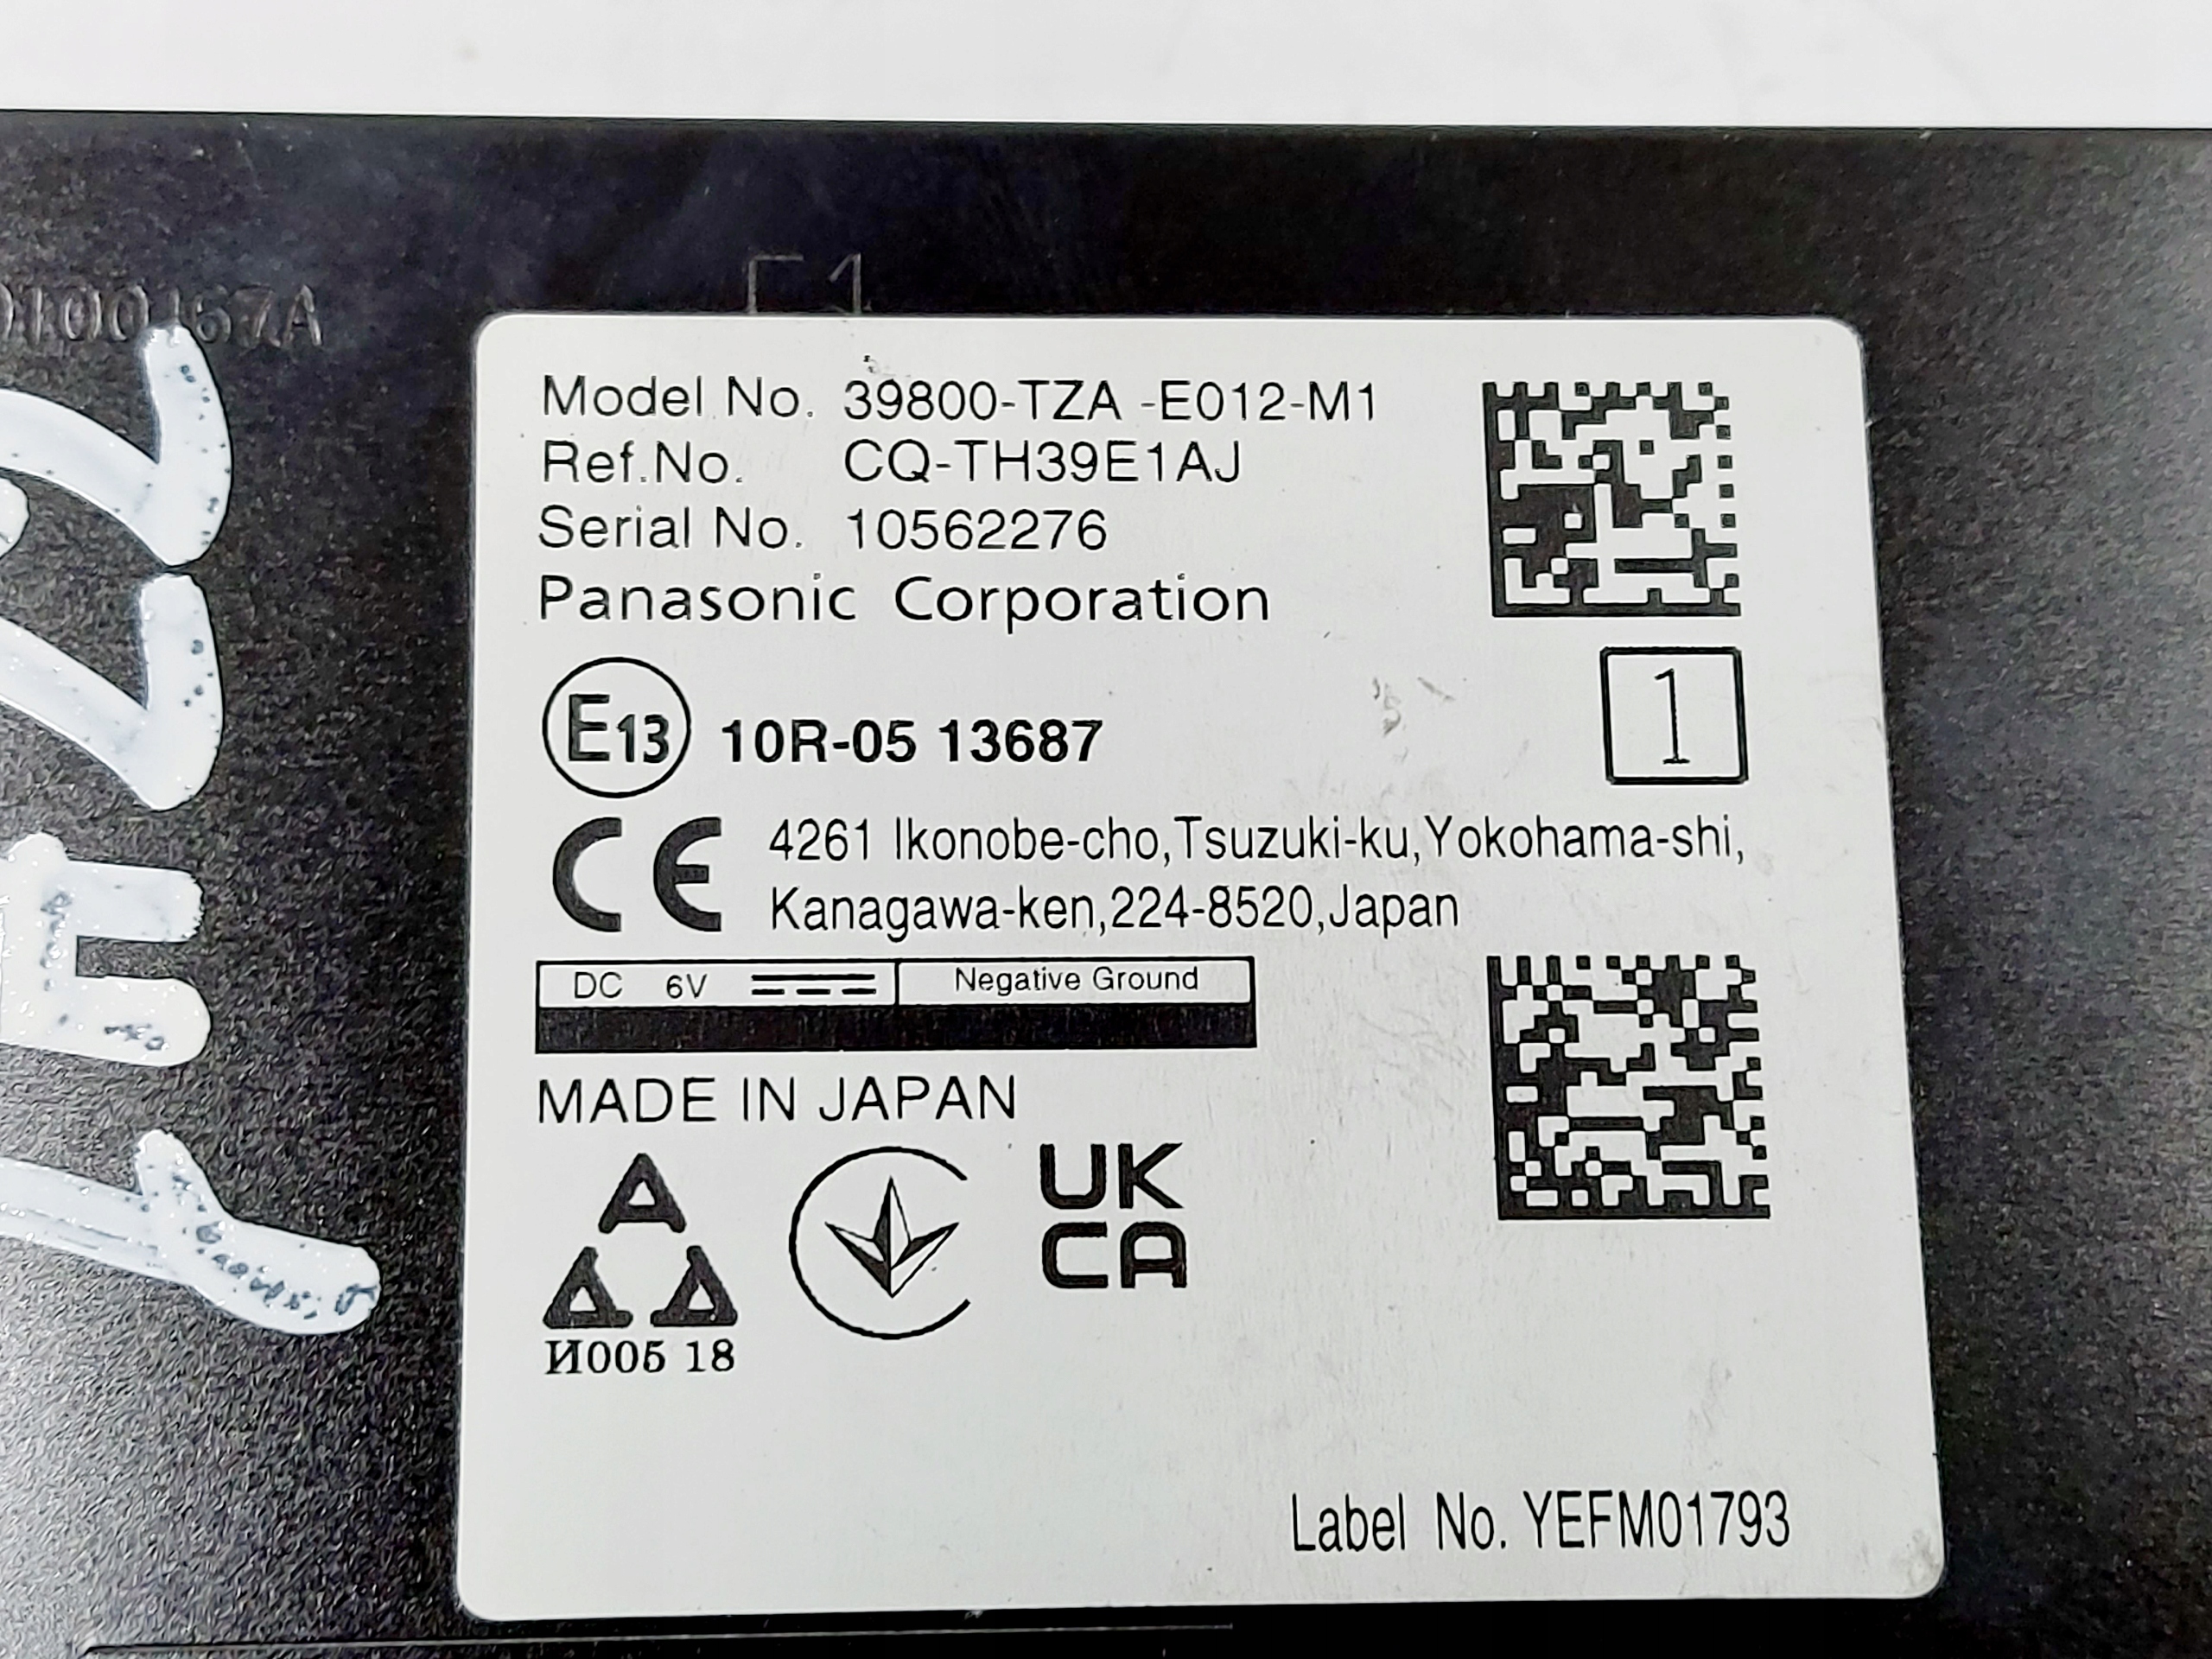 Model No. 39800-TZA -E012-M1
Ref.No. CQ-TH39E1AJ
Serial No. 10562276
Panasonic Corporation
E13 10R-05 13687
1
CE 4261 Ikonobe-cho,Tsuzuki-ku,Yokohama-shi,
Kanagawa-ken,224-8520,Japan
DC 6V Negative Ground
MADE IN JAPAN
UK
CA
И005 18
Label No. YEFM01793